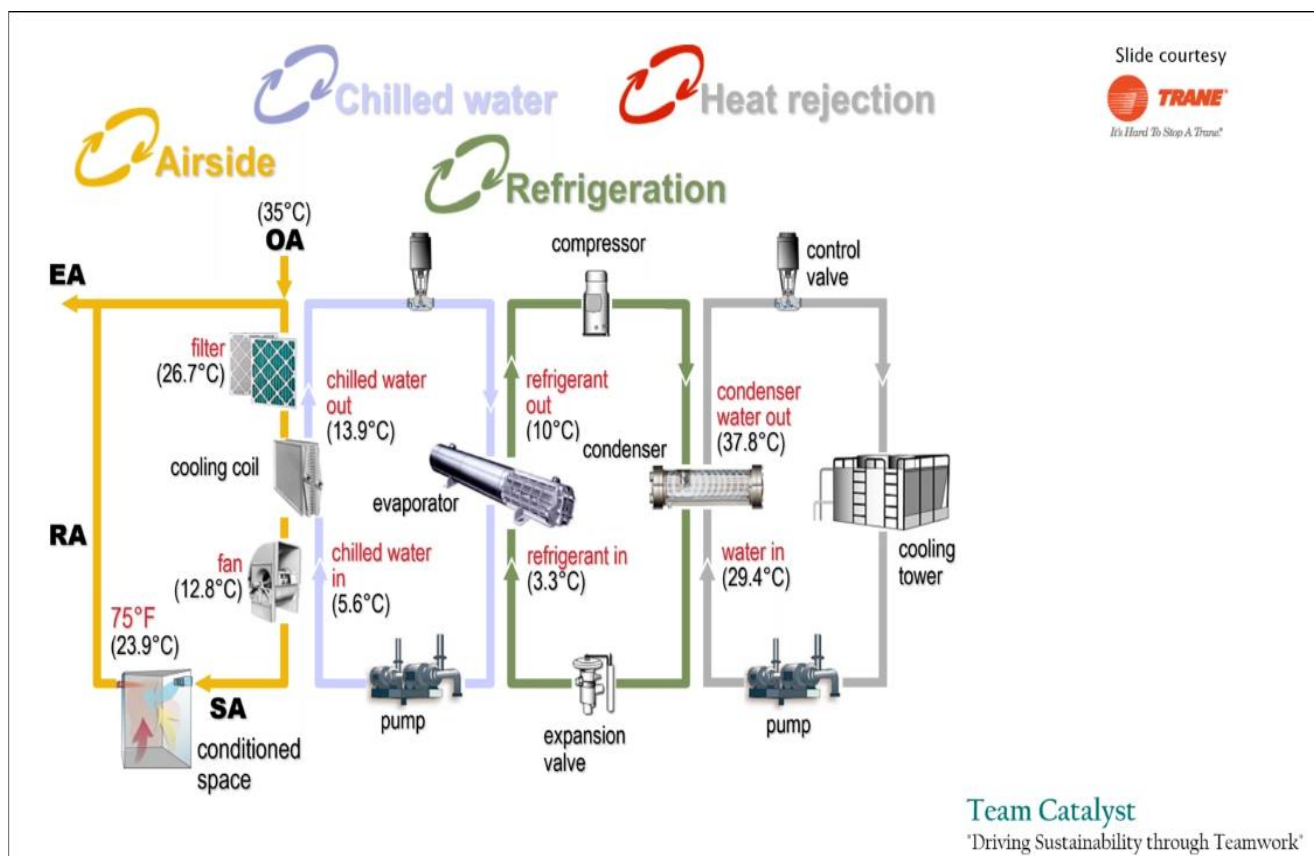 Slide courtesy
TRANE®
It's Hard To Stop A Trane.®
Chilled water
Heat rejection
Airside
Refrigeration
(35°C)
OA
EA
compressor
control
valve
filter
(26.7°C)
chilled water
out
(13.9°C)
refrigerant
out
(10°C)
condenser
water out
(37.8°C)
cooling coil
condenser
evaporator
RA
fan
(12.8°C)
chilled water
in
(5.6°C)
refrigerant in
(3.3°C)
water in
(29.4°C)
cooling
tower
75°F
(23.9°C)
SA
conditioned
space
pump
expansion
valve
pump
Team Catalyst
"Driving Sustainability through Teamwork"